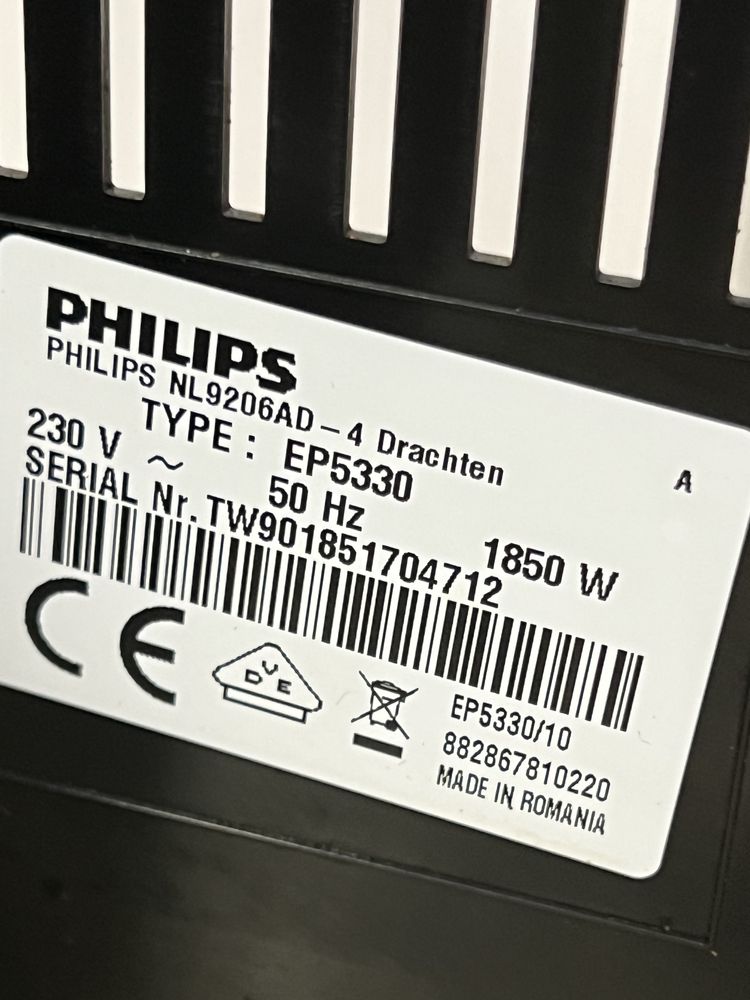 PHILIPS
PHILIPS NL9206AD-4 Drachten
TYPE : EP5330
A
230 V ~ 50 Hz 1850 W
SERIAL Nr. TW901851704712
CE
VDE
EP5330/10
882867810220
MADE IN ROMANIA